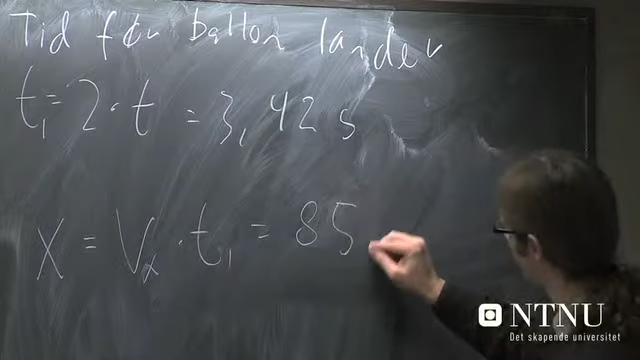 Tid før ballon lander
t₁ = 2 · t = 3,42 s
x = Vₓ · t₁ = 85
NTNU
Det skapende universitet